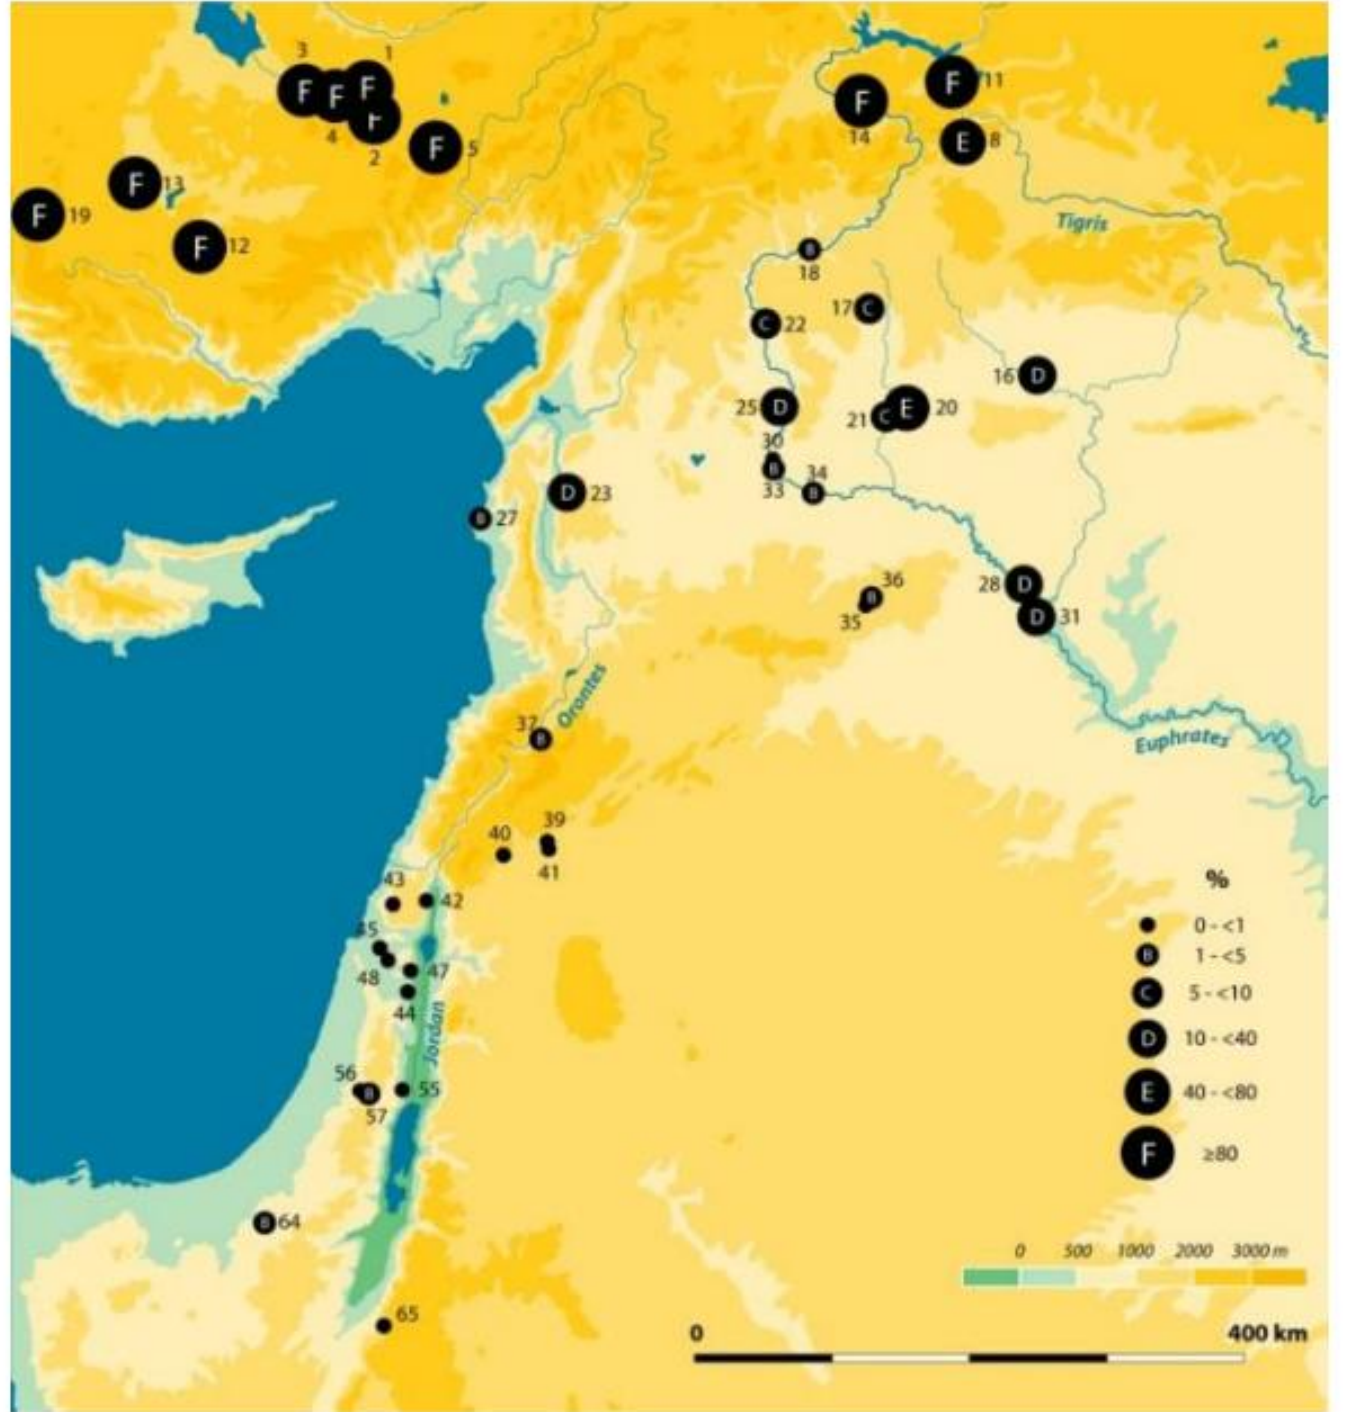 3
1
F
F
F
F
4
2
F
5
F
11
F
14
E
8
F
13
F
19
F
12
Tigris
B
18
17
C
C
22
16
D
25
D
21
C
E
20
30
B
33
34
B
D
23
B
27
36
B
35
28
D
D
31
Orontes
37
B
Euphrates
39
40
41
43
42
45
48
47
44
Jordan
56
B
57
55
B
64
65
%
0 - <1
B 1 - <5
C 5 - <10
D 10 - <40
E 40 - <80
F ≥80
0 500 1000 2000 3000 m
0 400 km